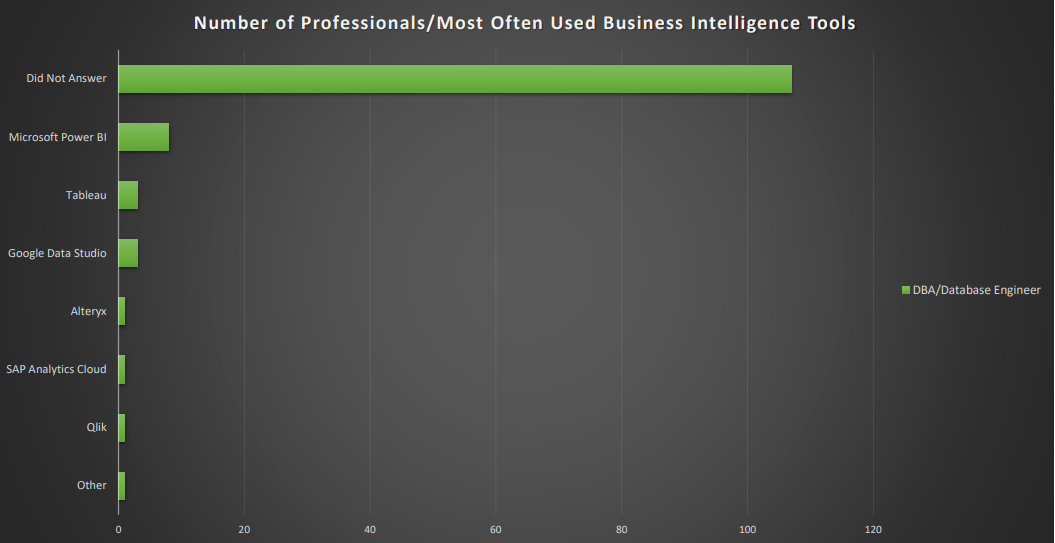 Number of Professionals/Most Often Used Business Intelligence Tools
Did Not Answer
Microsoft Power BI
Tableau
Google Data Studio
Alteryx
SAP Analytics Cloud
Qlik
Other
0 20 40 60 80 100 120
DBA/Database Engineer